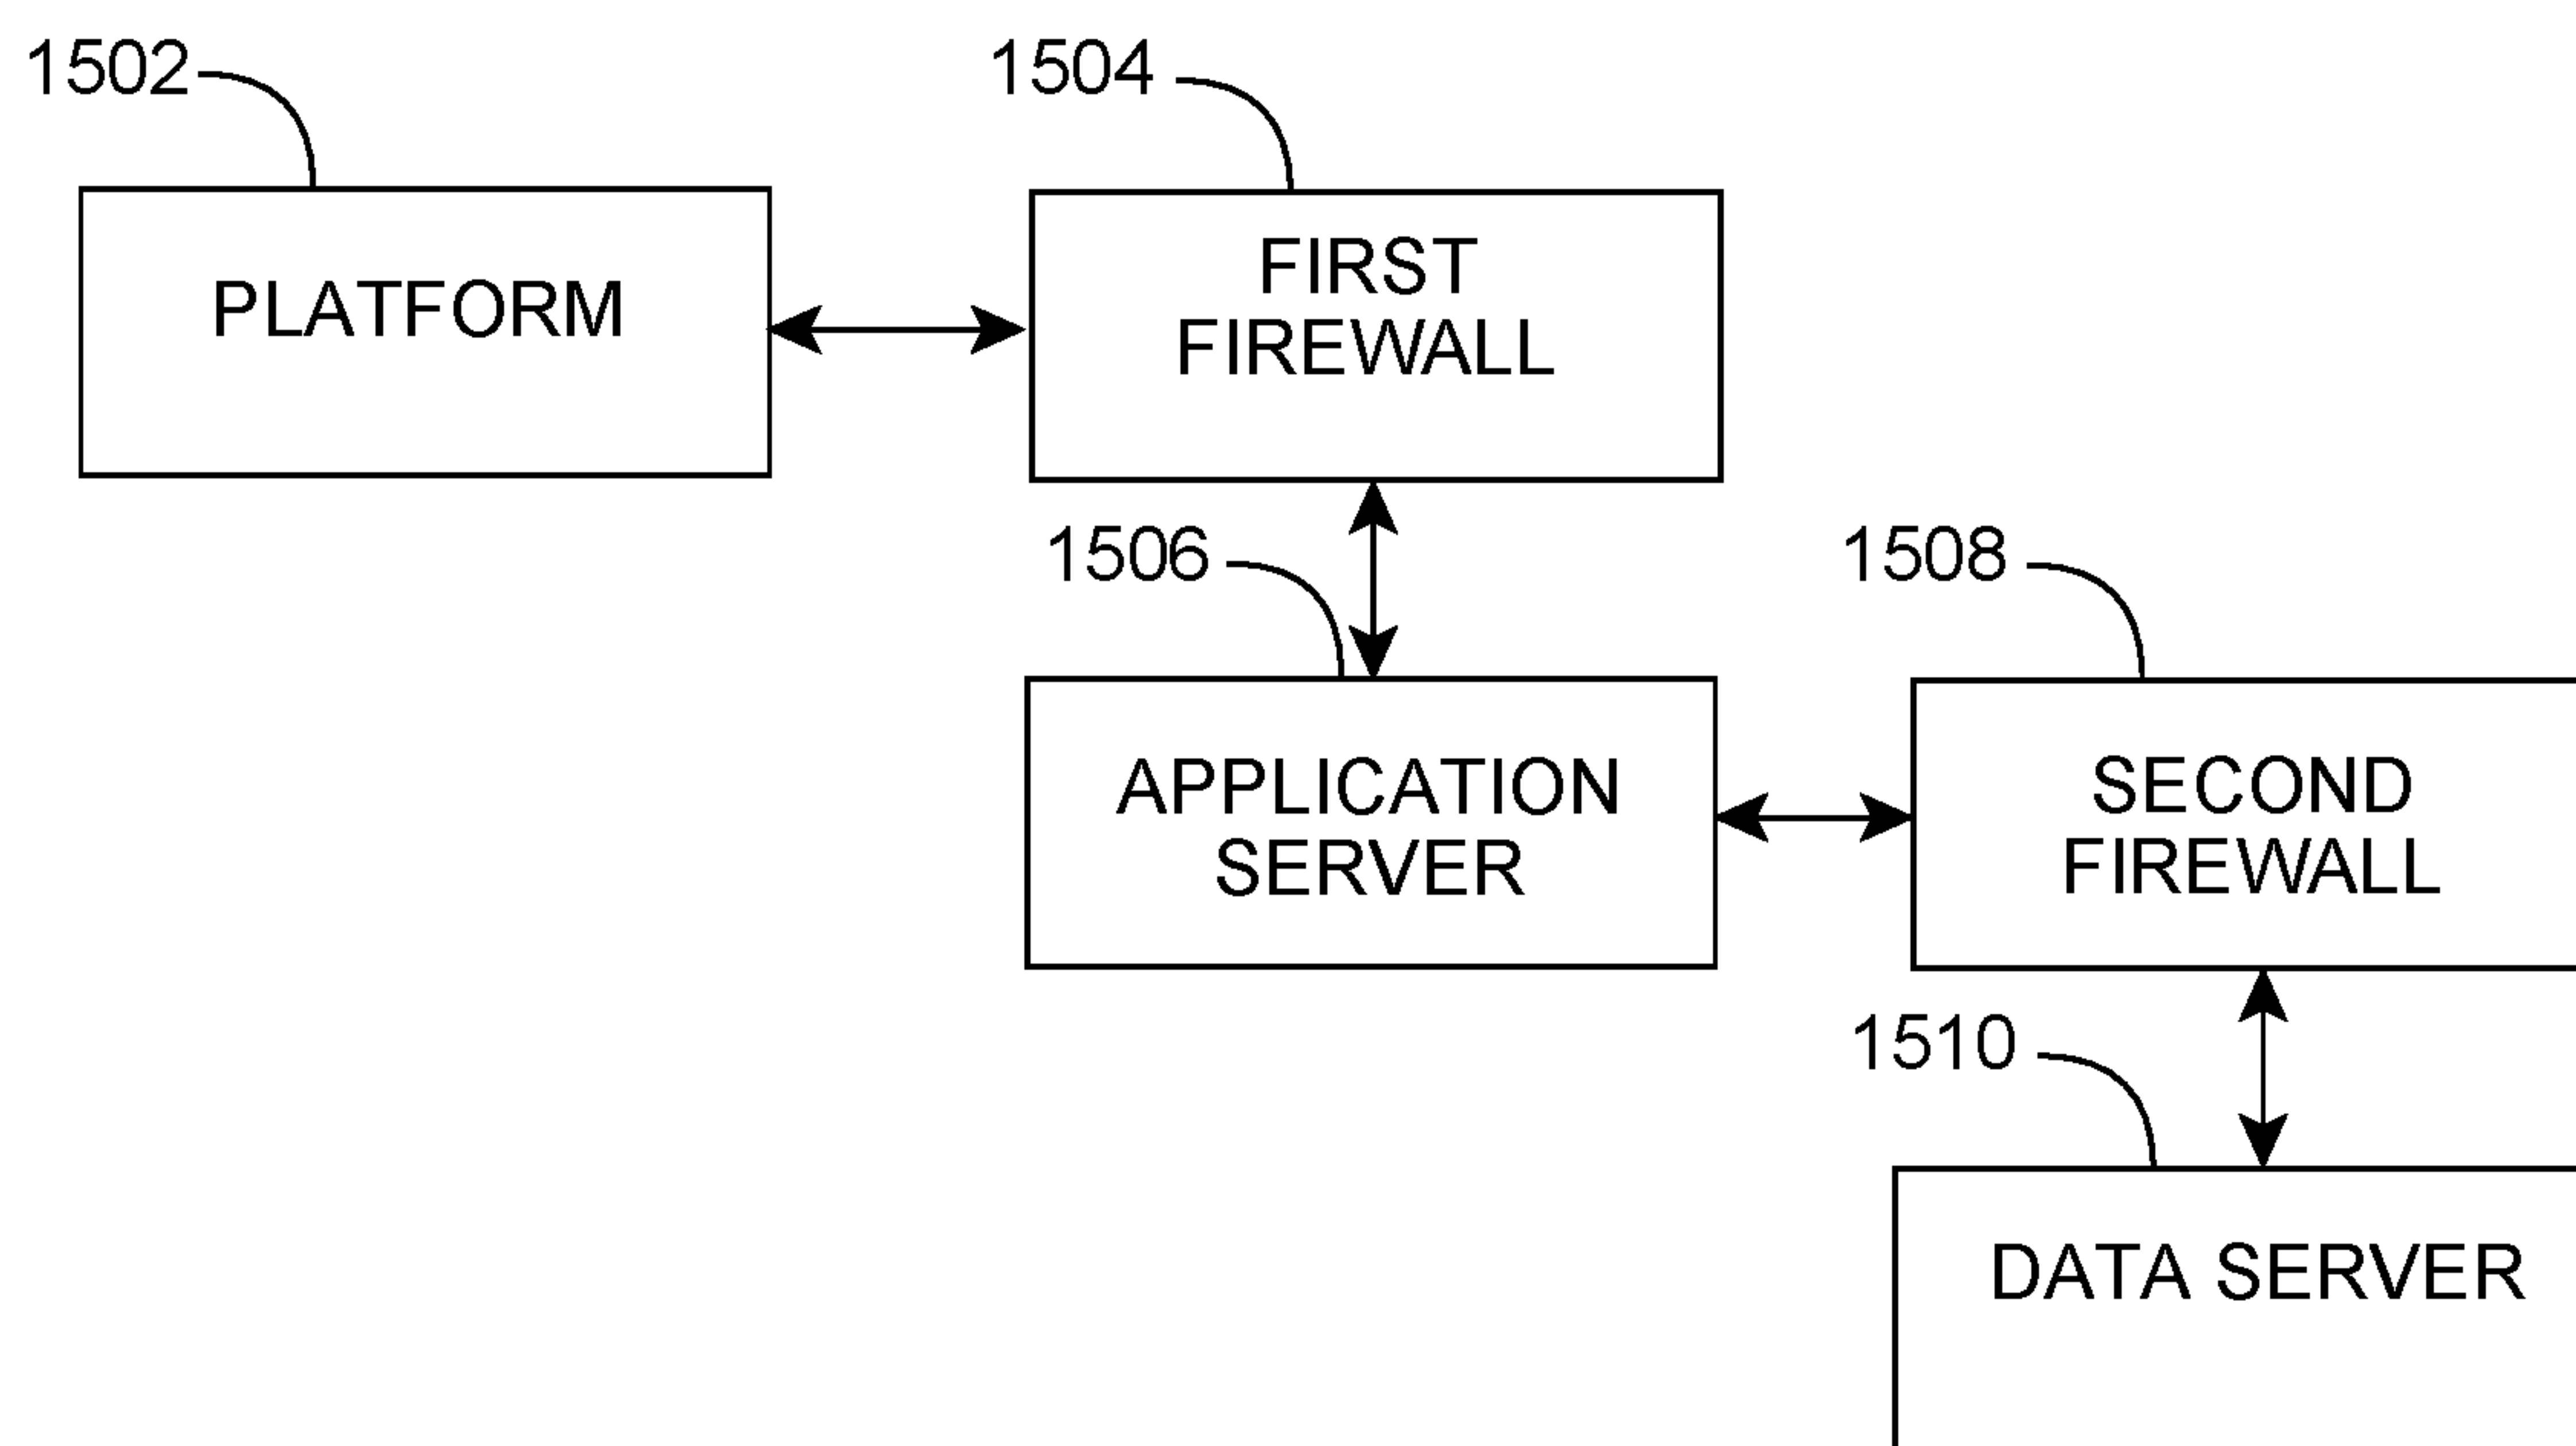 1502
1504
PLATFORM
FIRST
FIREWALL
1506
1508
APPLICATION
SERVER
SECOND
FIREWALL
1510
DATA SERVER